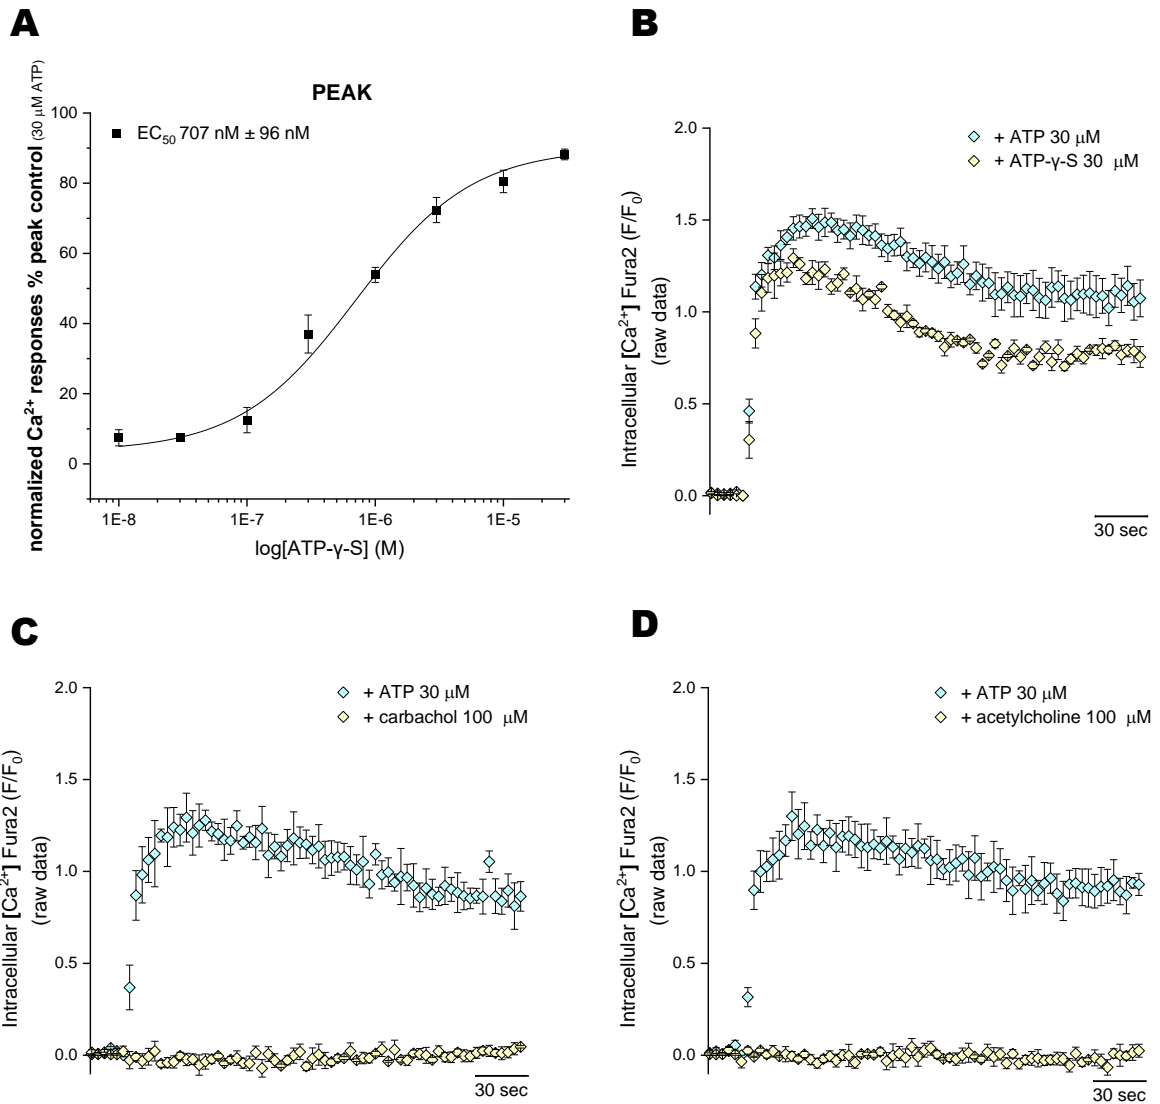 A
PEAK
normalized Ca²⁺ responses % peak control (30 μM ATP)
EC₅₀ 707 nM ± 96 nM
100
80
60
40
20
0
1E-8
1E-7
1E-6
1E-5
log[ATP-γ-S] (M)
B
+ ATP 30 μM
+ ATP-γ-S 30 μM
Intracellular [Ca²⁺] Fura2 (F/F₀)
(raw data)
2.0
1.5
1.0
0.5
0.0
30 sec
C
+ ATP 30 μM
+ carbachol 100 μM
Intracellular [Ca²⁺] Fura2 (F/F₀)
(raw data)
2.0
1.5
1.0
0.5
0.0
30 sec
D
+ ATP 30 μM
+ acetylcholine 100 μM
Intracellular [Ca²⁺] Fura2 (F/F₀)
(raw data)
2.0
1.5
1.0
0.5
0.0
30 sec